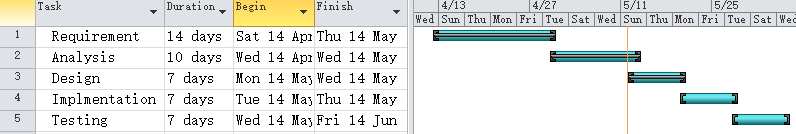 Task Duration Begin Finish 4/13 4/27 5/11 5/25
Wed Sun Thu Mon Fri Tue Sat Wed Sun Thu Mon Fri Tue Sat Wed
1 Requirement 14 days Sat 14 Apr Thu 14 May
2 Analysis 10 days Wed 14 Apr Wed 14 May
3 Design 7 days Mon 14 May Wed 14 May
4 Implmentation 7 days Tue 14 May Thu 14 May
5 Testing 7 days Wed 14 May Fri 14 Jun